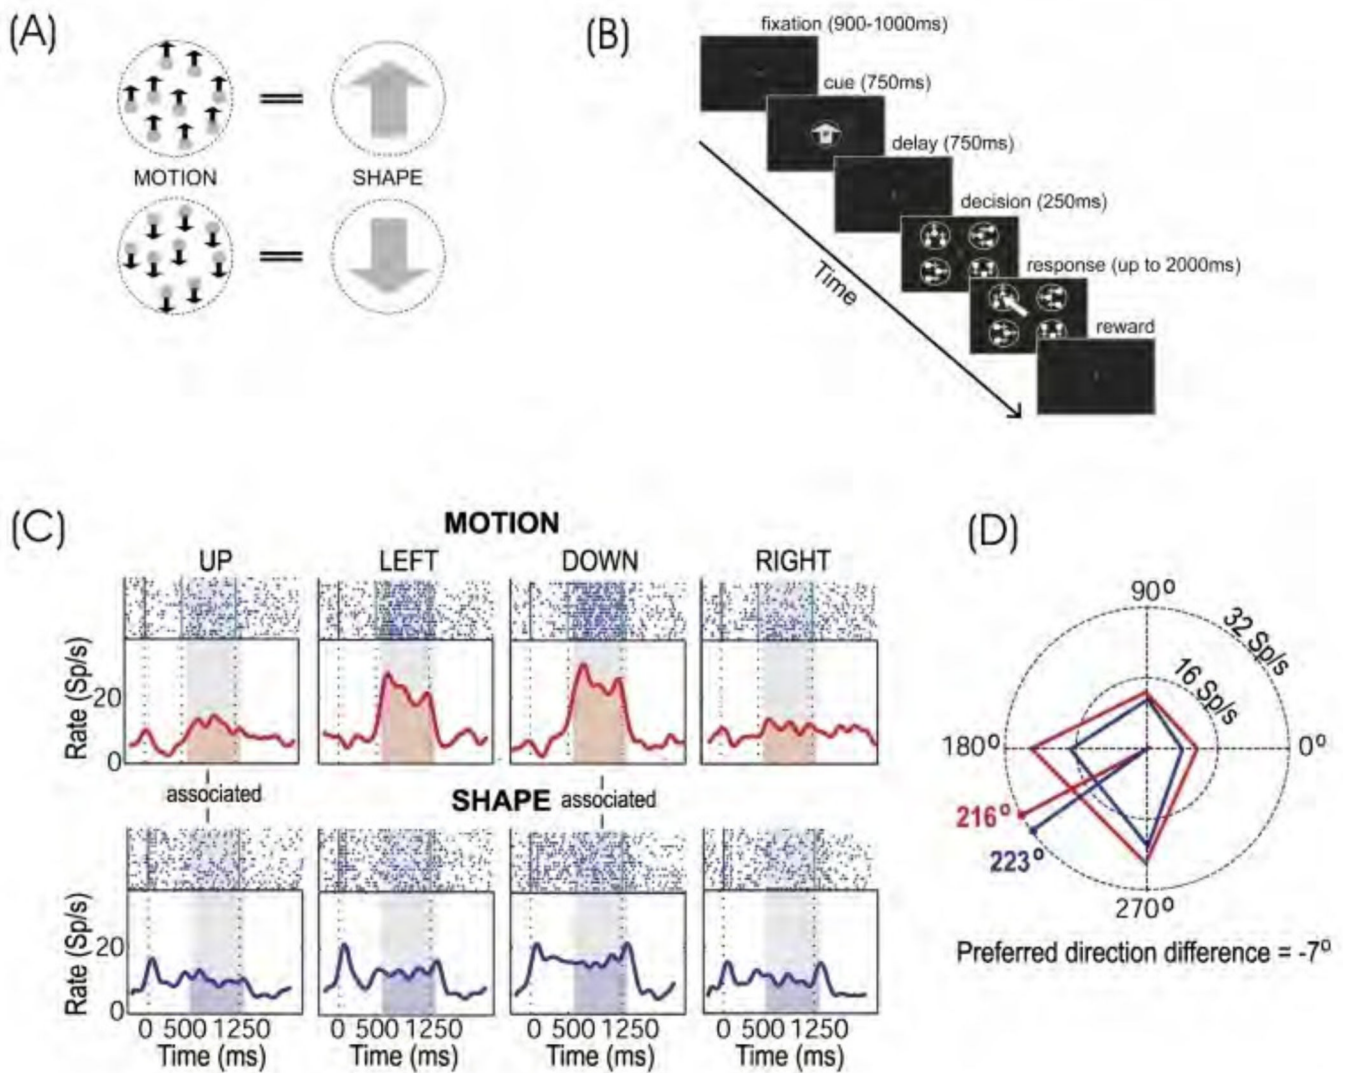 (A)
MOTION
SHAPE
(B)
fixation (900-1000ms)
cue (750ms)
delay (750ms)
decision (250ms)
response (up to 2000ms)
reward
Time
(C)
MOTION
UP
LEFT
DOWN
RIGHT
Rate (Sp/s)
20
0
associated
SHAPE
associated
Rate (Sp/s)
20
0
0 500 1250
0 500 1250
0 500 1250
0 500 1250
Time (ms)
Time (ms)
Time (ms)
Time (ms)
(D)
90°
32 Sp/s
16 Sp/s
180°
0°
216°
223°
270°
Preferred direction difference = -7°